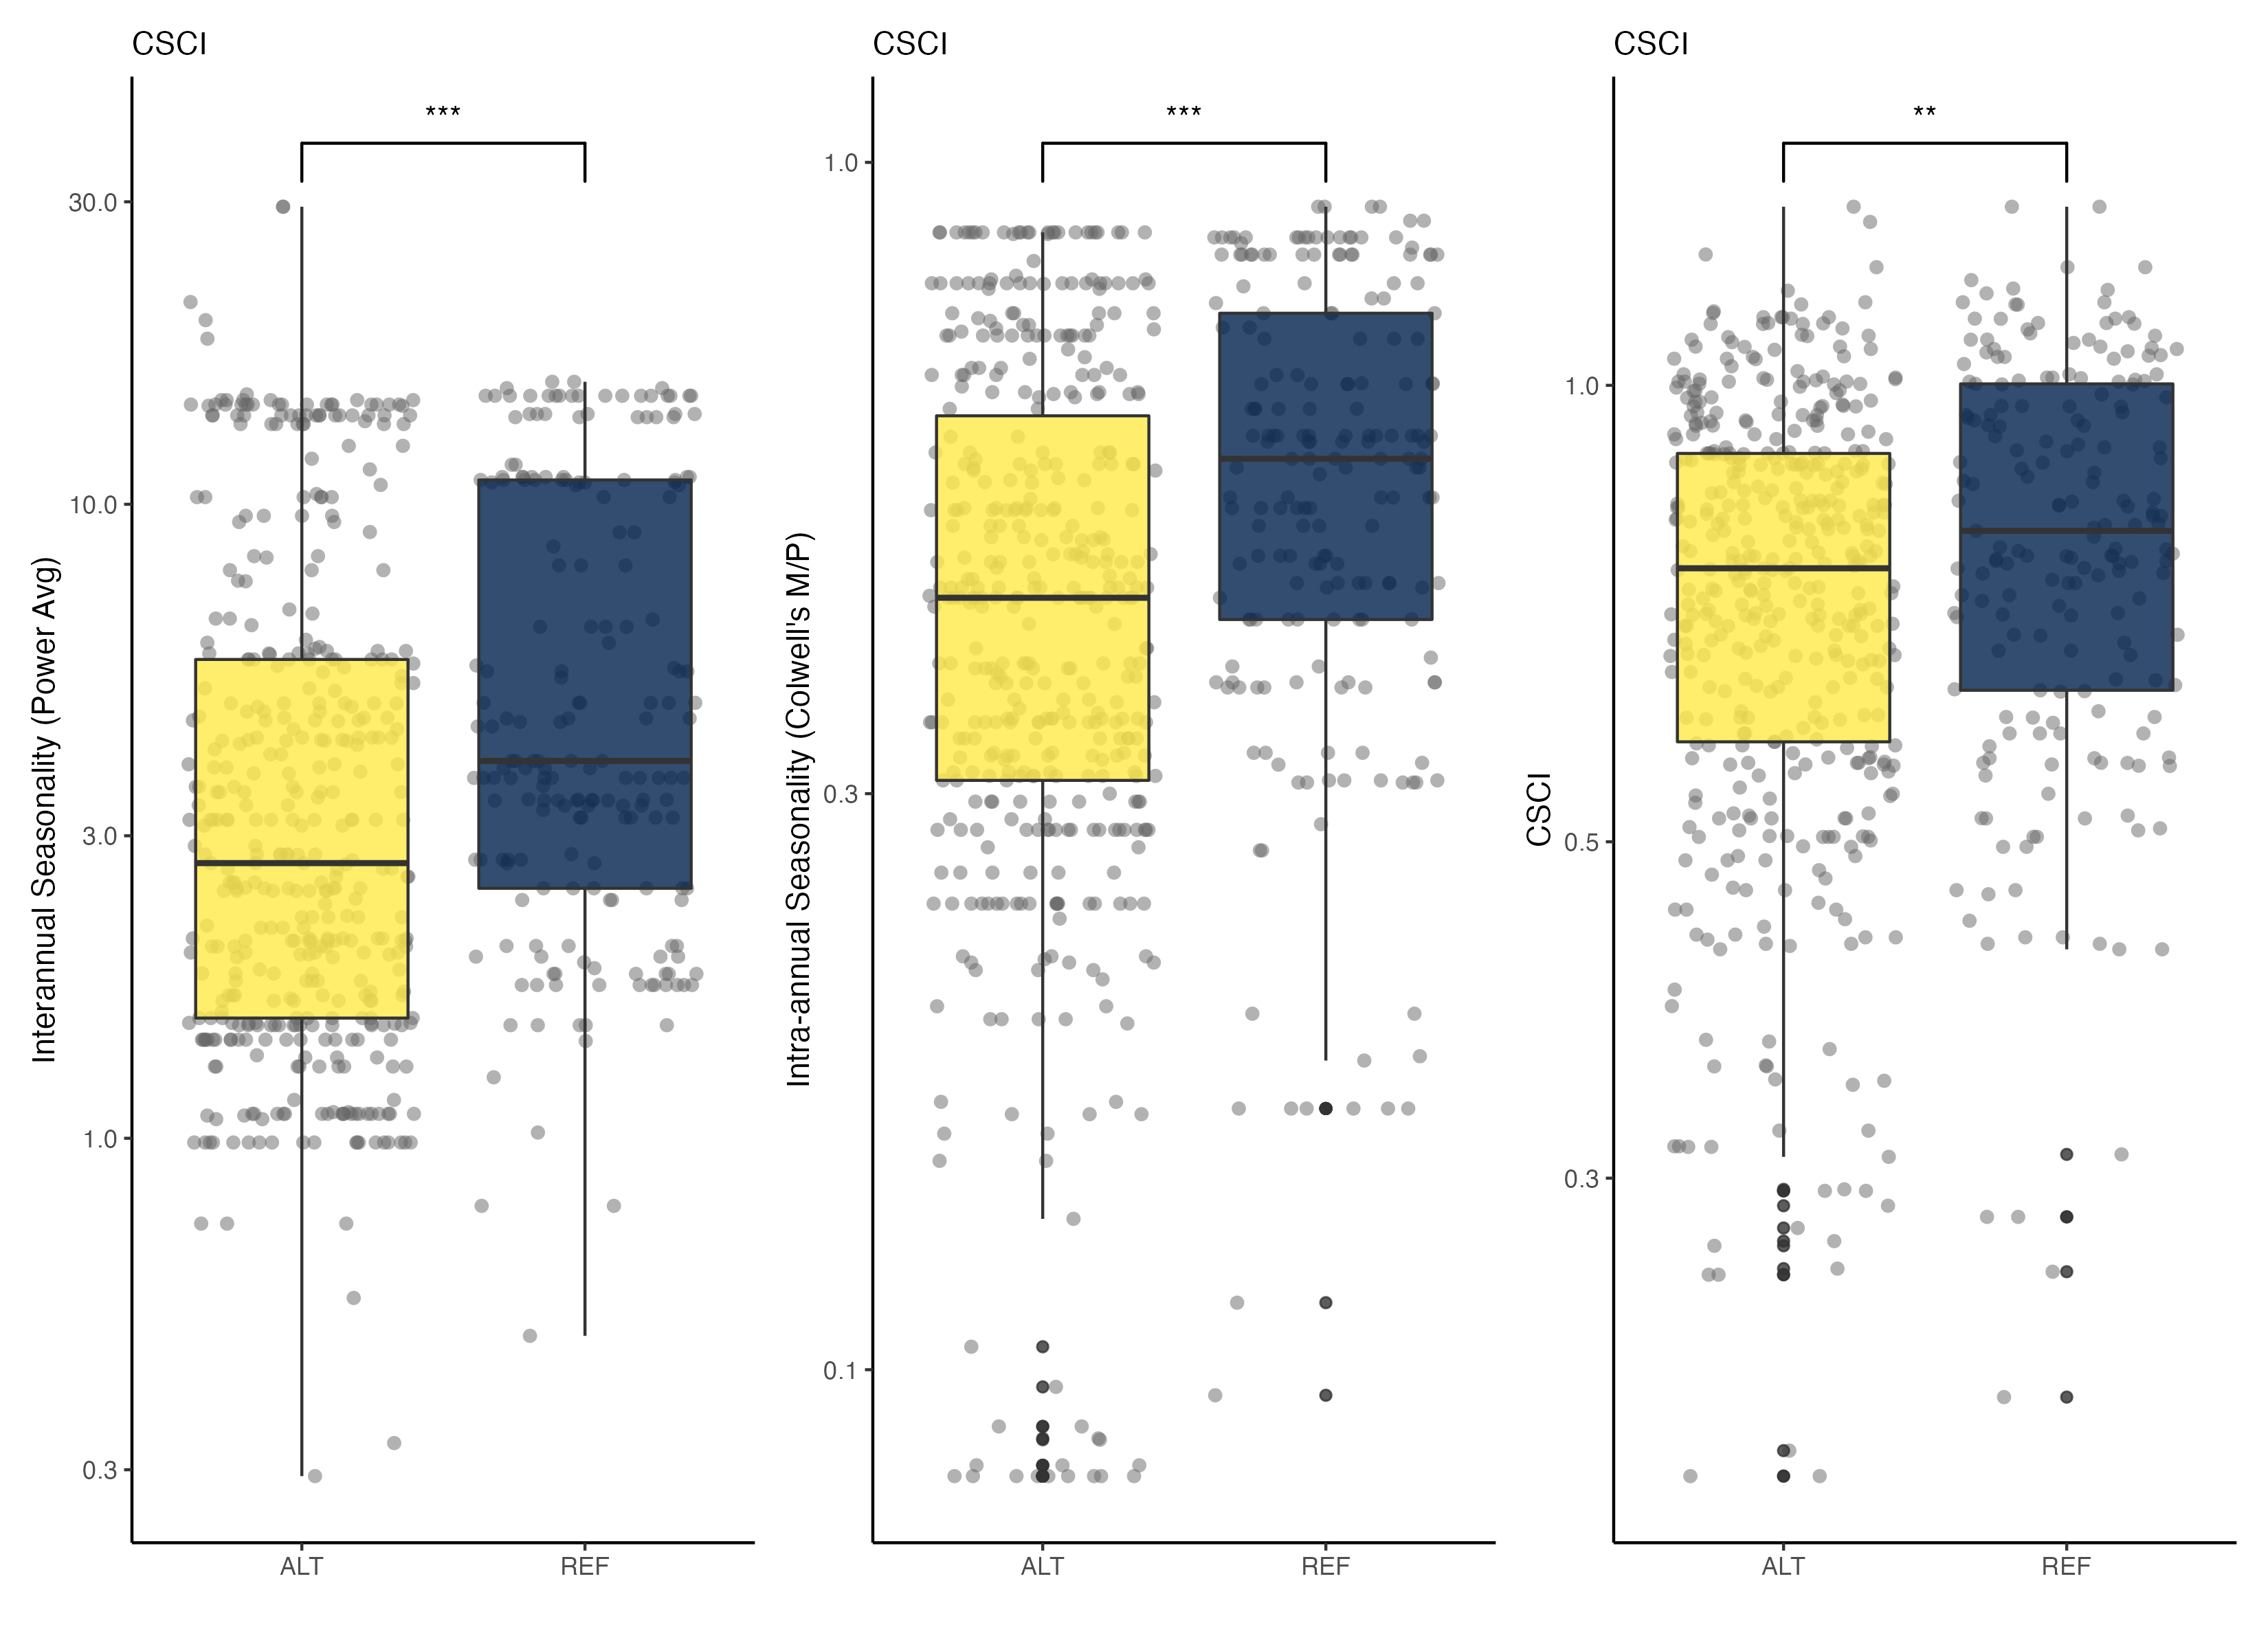 CSCI
***
Interannual Seasonality (Power Avg)
30.0
10.0
3.0
1.0
0.3
ALT
REF
CSCI
***
Intra-annual Seasonality (Colwell's M/P)
1.0
0.3
0.1
ALT
REF
CSCI
**
CSCI
1.0
0.5
0.3
ALT
REF